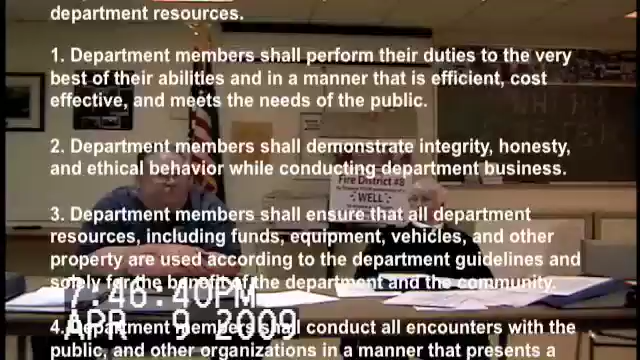 department resources.
1. Department members shall perform their duties to the very
best of their abilities and in a manner that is efficient, cost
effective, and meets the needs of the public.
2. Department members shall demonstrate integrity, honesty,
and ethical behavior while conducting department business.
Fire District #8
WELL
3. Department members shall ensure that all department
resources, including funds, equipment, vehicles, and other
property are used according to the department guidelines and
solely for the benefit of the department and the community.
7:46:40PM
APR 9 2009
4. Department members shall conduct all encounters with the
public, and other organizations in a manner that presents a